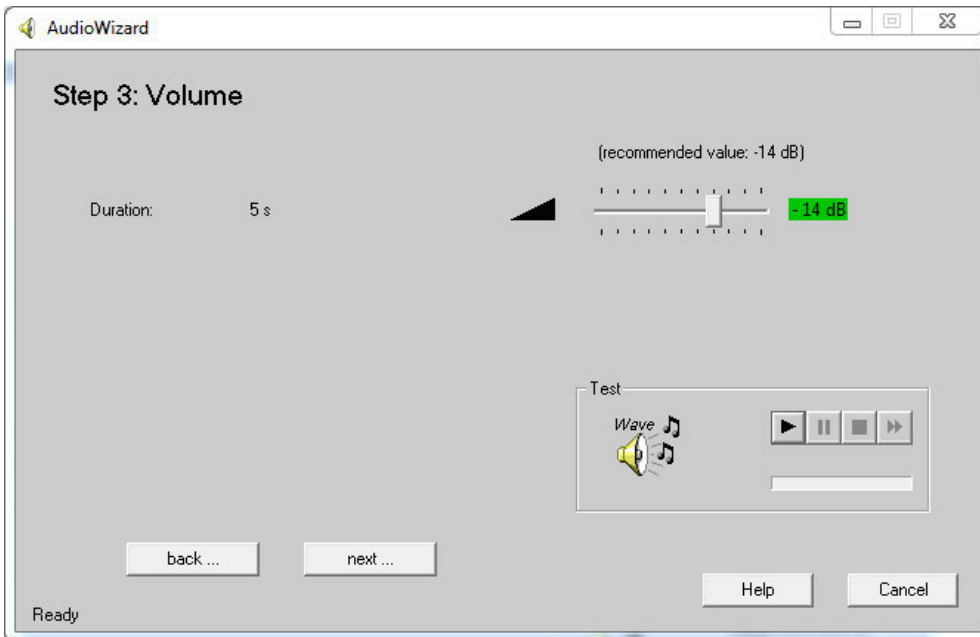 AudioWizard
Step 3: Volume
(recommended value: -14 dB)
Duration: 5 s
- 14 dB
Test
Wave
back ...
next ...
Help
Cancel
Ready